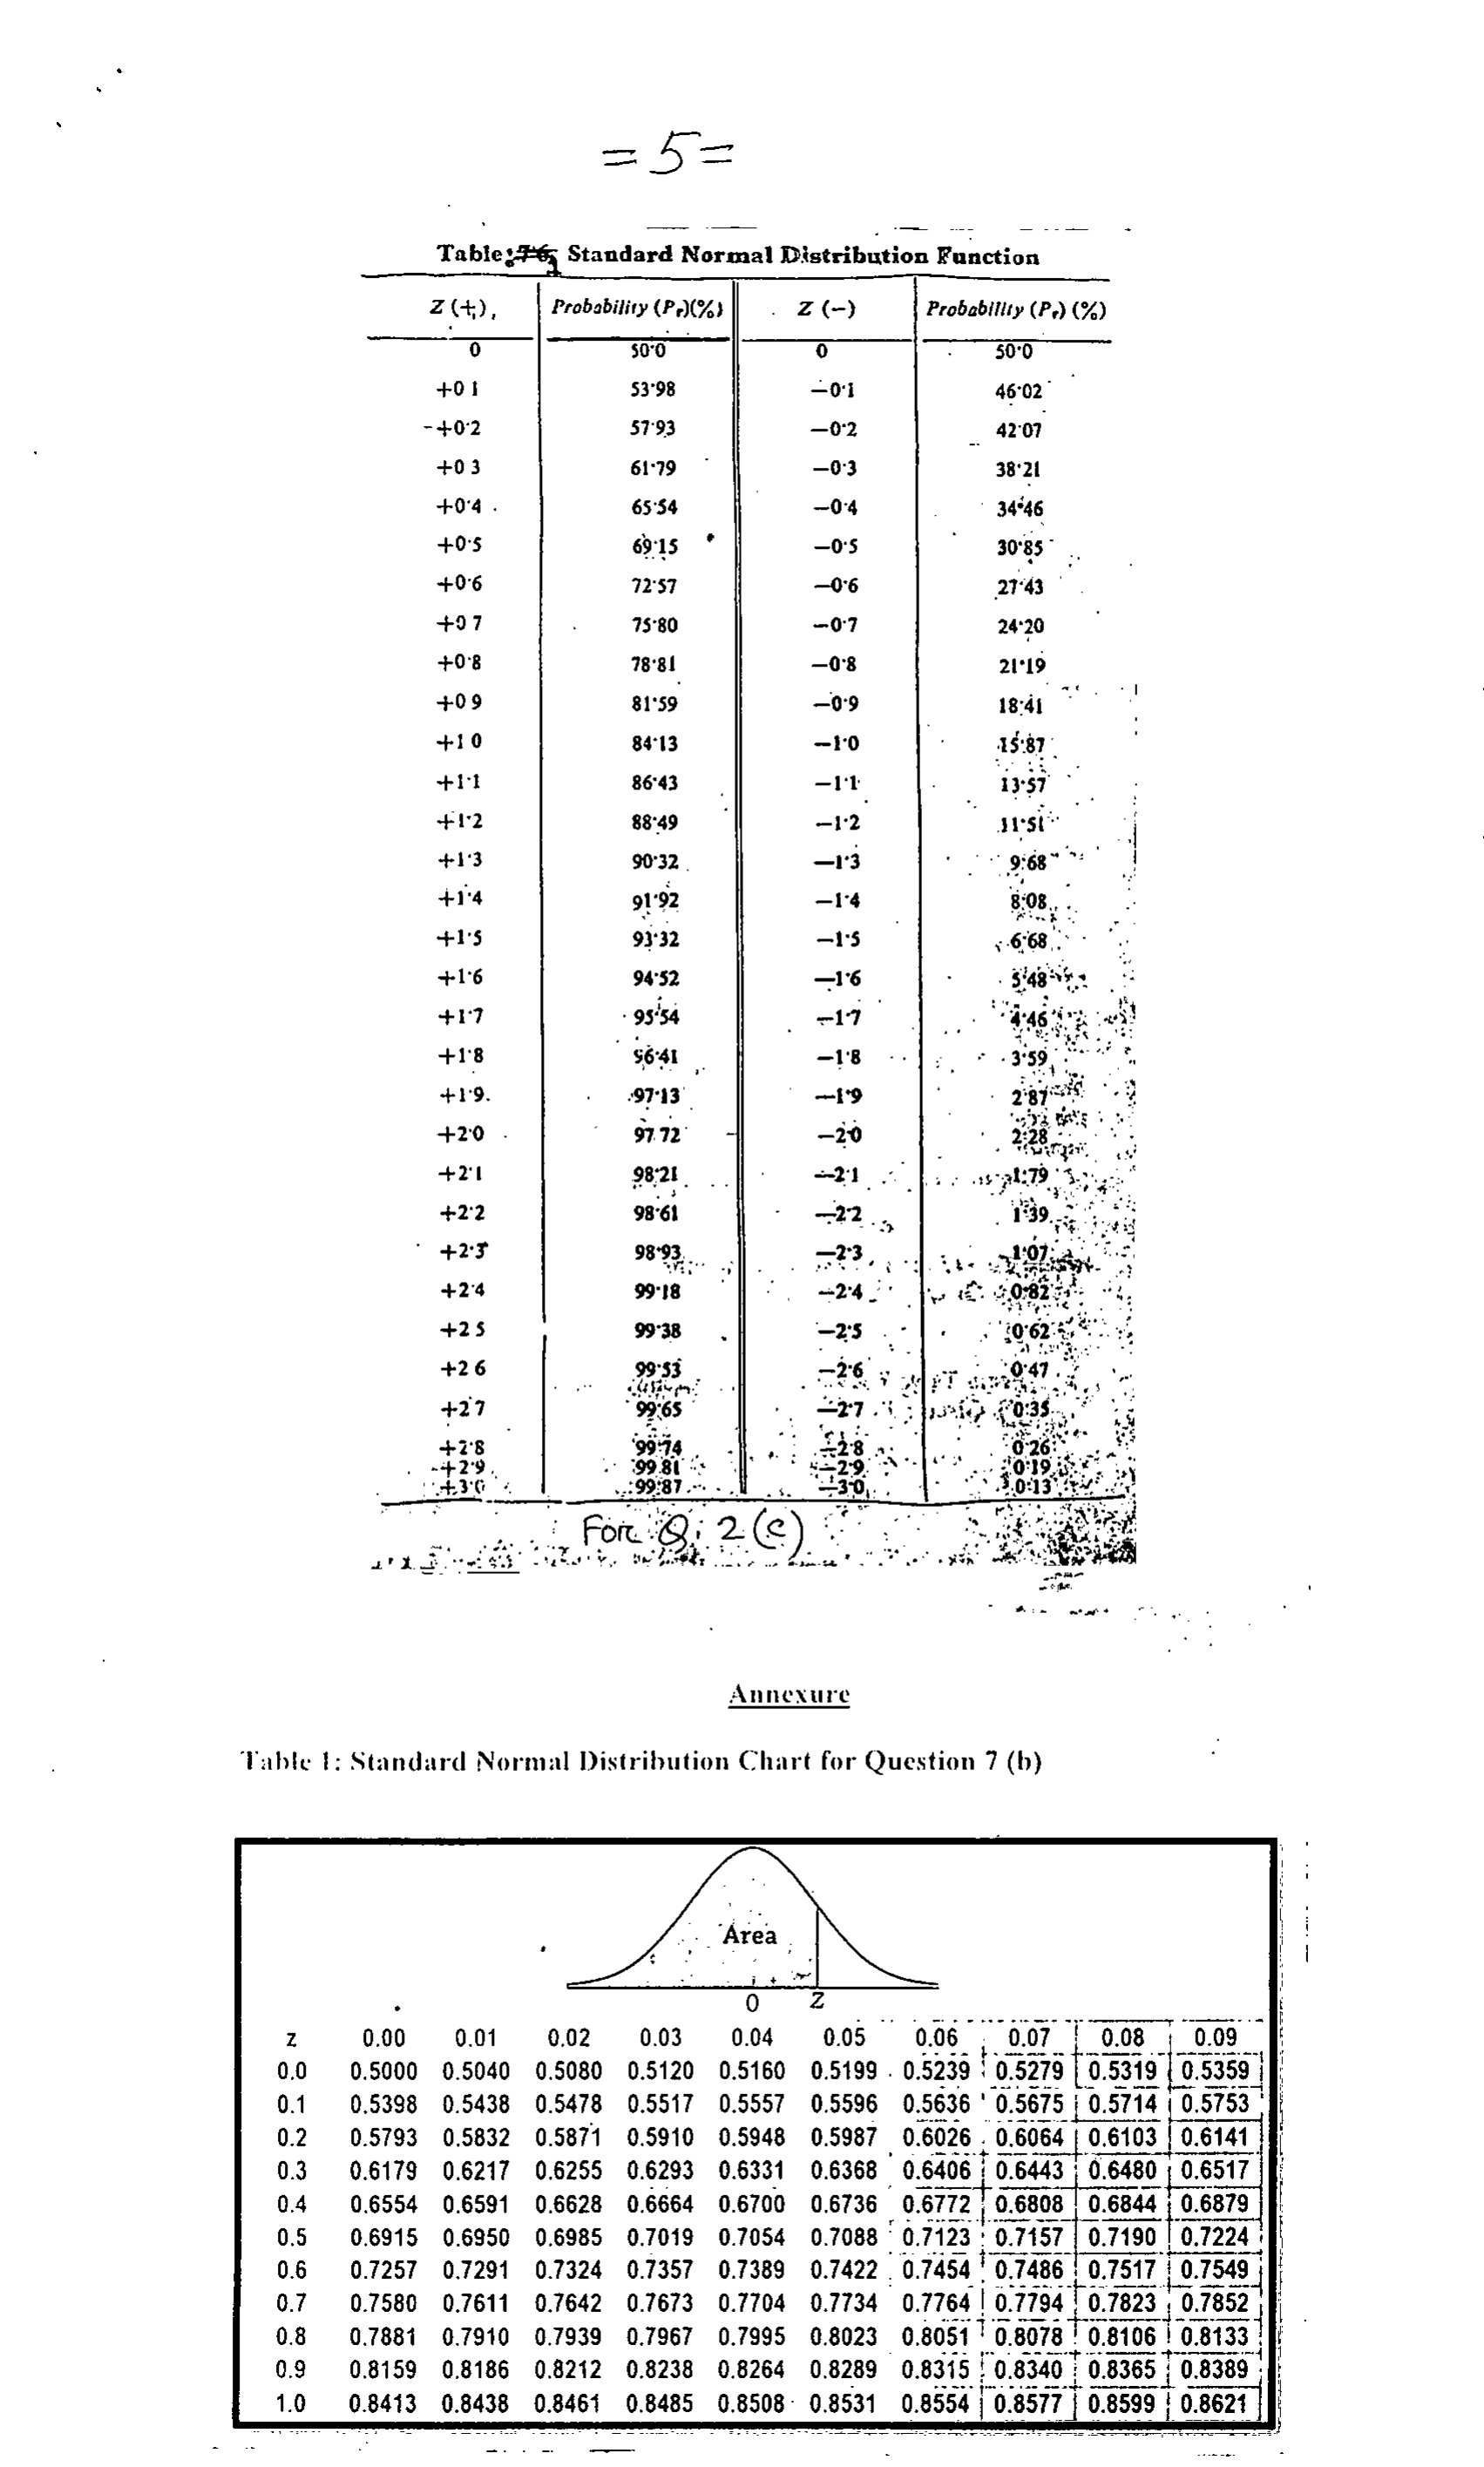 = 5 =
Table: 7.6, 1 Standard Normal Distribution Function
Z (+), Probability (Pr)(%) Z (−) Probability (Pr) (%)
0 50·0 0 50·0
+0 1 53·98 −0·1 46·02
+0·2 57·93 −0·2 42·07
+0 3 61·79 −0·3 38·21
+0·4 65·54 −0·4 34·46
+0·5 69·15 −0·5 30·85
+0·6 72·57 −0·6 27·43
+0 7 75·80 −0·7 24·20
+0·8 78·81 −0·8 21·19
+0 9 81·59 −0·9 18·41
+1 0 84·13 −1·0 15·87
+1·1 86·43 −1·1 13·57
+1·2 88·49 −1·2 11·51
+1·3 90·32 −1·3 9·68
+1·4 91·92 −1·4 8·08
+1·5 93·32 −1·5 6·68
+1·6 94·52 −1·6 5·48
+1·7 95·54 −1·7 4·46
+1·8 96·41 −1·8 3·59
+1·9 97·13 −1·9 2·87
+2·0 97.72 −2·0 2·28
+2·1 98·21 −2·1 1·79
+2·2 98·61 −2·2 1·39
+2·3 98·93 −2·3 1·07
+2·4 99·18 −2·4 0·82
+2 5 99·38 −2·5 0·62
+2 6 99·53 −2·6 0·47
+2 7 99·65 −2·7 0·35
+2·8 99·74 −2·8 0·26
+2·9 99·81 −2·9 0·19
+3·0 99·87 −3·0 0·13
For Q. 2(c)
Annexure
Table 1: Standard Normal Distribution Chart for Question 7 (b)
Area
0 Z
z 0.00 0.01 0.02 0.03 0.04 0.05 0.06 0.07 0.08 0.09
0.0 0.5000 0.5040 0.5080 0.5120 0.5160 0.5199 0.5239 0.5279 0.5319 0.5359
0.1 0.5398 0.5438 0.5478 0.5517 0.5557 0.5596 0.5636 0.5675 0.5714 0.5753
0.2 0.5793 0.5832 0.5871 0.5910 0.5948 0.5987 0.6026 0.6064 0.6103 0.6141
0.3 0.6179 0.6217 0.6255 0.6293 0.6331 0.6368 0.6406 0.6443 0.6480 0.6517
0.4 0.6554 0.6591 0.6628 0.6664 0.6700 0.6736 0.6772 0.6808 0.6844 0.6879
0.5 0.6915 0.6950 0.6985 0.7019 0.7054 0.7088 0.7123 0.7157 0.7190 0.7224
0.6 0.7257 0.7291 0.7324 0.7357 0.7389 0.7422 0.7454 0.7486 0.7517 0.7549
0.7 0.7580 0.7611 0.7642 0.7673 0.7704 0.7734 0.7764 0.7794 0.7823 0.7852
0.8 0.7881 0.7910 0.7939 0.7967 0.7995 0.8023 0.8051 0.8078 0.8106 0.8133
0.9 0.8159 0.8186 0.8212 0.8238 0.8264 0.8289 0.8315 0.8340 0.8365 0.8389
1.0 0.8413 0.8438 0.8461 0.8485 0.8508 0.8531 0.8554 0.8577 0.8599 0.8621